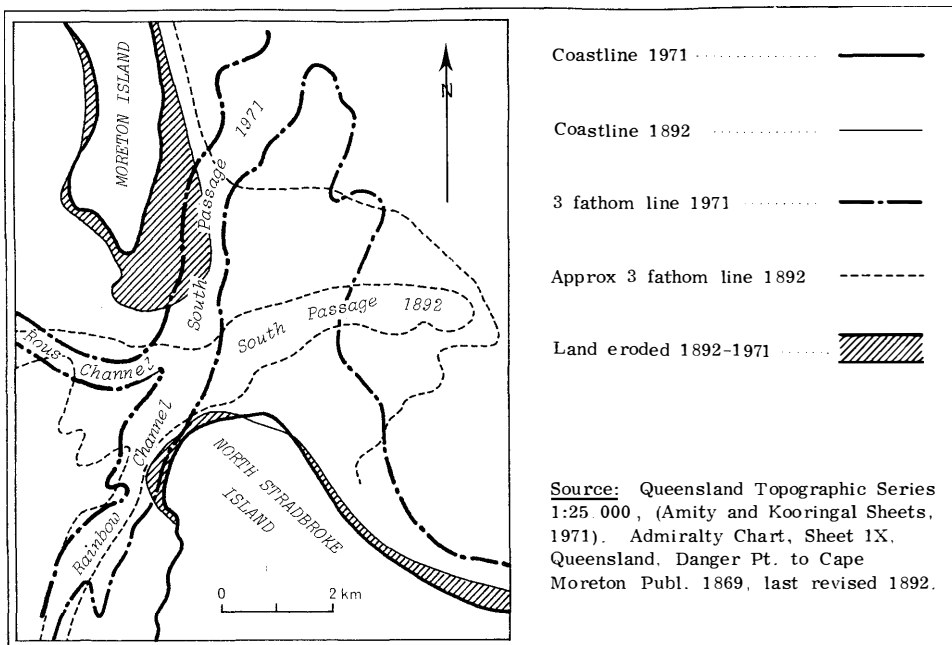 MORETON ISLAND
N
South Passage 1971
South Passage 1892
Rous Channel
Rainbow Channel
NORTH STRADBROKE
ISLAND
0 2 km
Coastline 1971
Coastline 1892
3 fathom line 1971
Approx 3 fathom line 1892
Land eroded 1892-1971
Source: Queensland Topographic Series
1:25 000, (Amity and Kooringal Sheets,
1971). Admiralty Chart, Sheet 1X,
Queensland, Danger Pt. to Cape
Moreton Publ. 1869, last revised 1892.